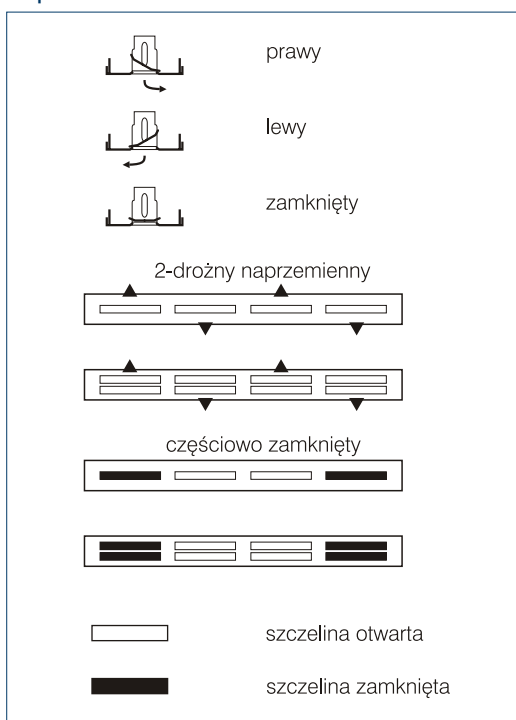 prawy
lewy
zamknięty
2-drożny naprzemienny
częściowo zamknięty
szczelina otwarta
szczelina zamknięta